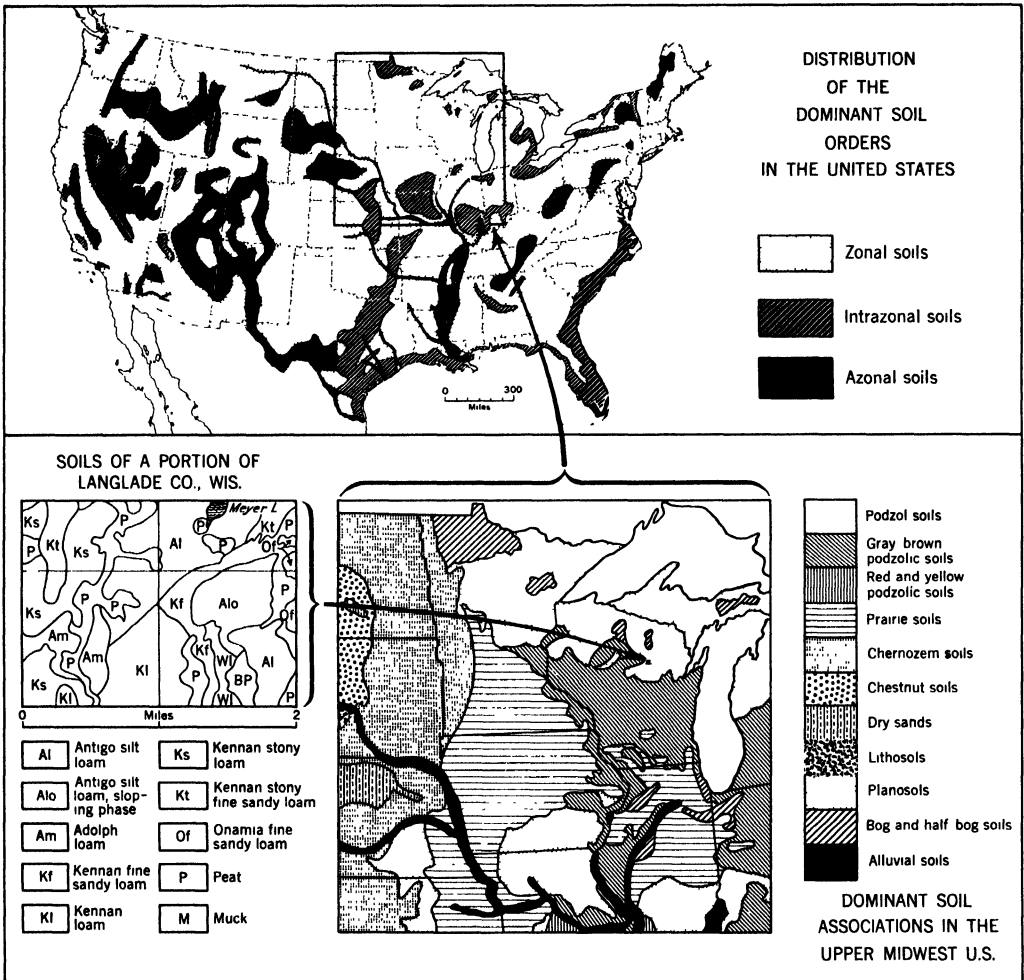 DISTRIBUTION
OF THE
DOMINANT SOIL
ORDERS
IN THE UNITED STATES
Zonal soils
Intrazonal soils
Azonal soils
0 300
Miles
SOILS OF A PORTION OF
LANGLADE CO., WIS.
Meyer L
Ks
P
P
Kt
P
Kt
Ks
Al
P
Of
P
P
P
P
Ks
Kf
Alo
Of
Am
Kf
P
Am
Wl
Al
Kl
P
BP
Ks
Kl
Wl
P
0 Miles 2
Al Antigo silt
loam
Alo Antigo silt
loam, slop-
ing phase
Am Adolph
loam
Kf Kennan fine
sandy loam
Kl Kennan
loam
Ks Kennan stony
loam
Kt Kennan stony
fine sandy loam
Of Onamia fine
sandy loam
P Peat
M Muck
Podzol soils
Gray brown
podzolic soils
Red and yellow
podzolic soils
Prairie soils
Chernozem soils
Chestnut soils
Dry sands
Lithosols
Planosols
Bog and half bog soils
Alluvial soils
DOMINANT SOIL
ASSOCIATIONS IN THE
UPPER MIDWEST U.S.